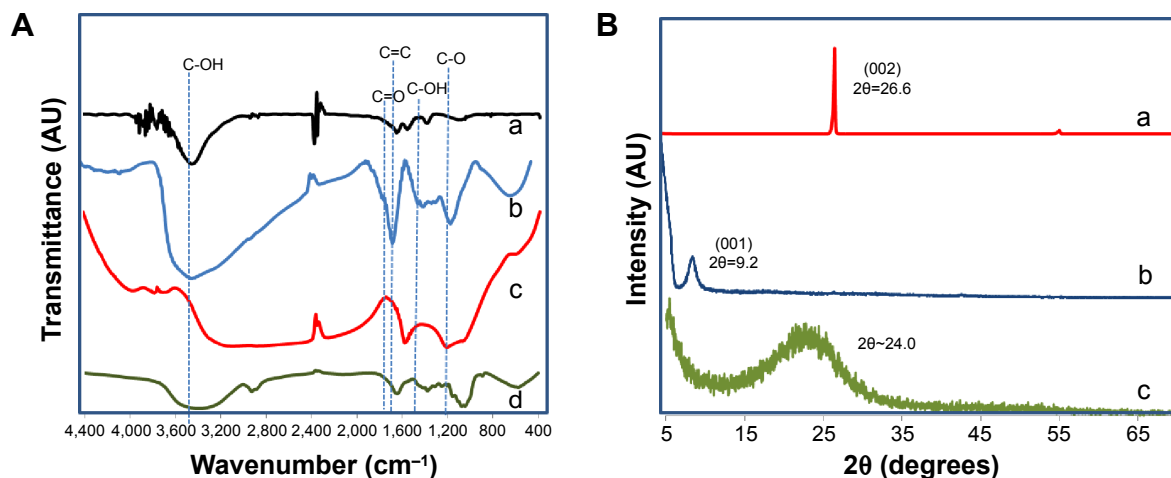 A
C-OH
C=C
C=O
C-OH
C-O
a
b
c
d
Transmittance (AU)
4,400 4,000 3,600 3,200 2,800 2,400 2,000 1,600 1,200 800 400
Wavenumber (cm⁻¹)
B
(002)
2θ=26.6
a
(001)
2θ=9.2
b
2θ~24.0
c
Intensity (AU)
5 15 25 35 45 55 65
2θ (degrees)